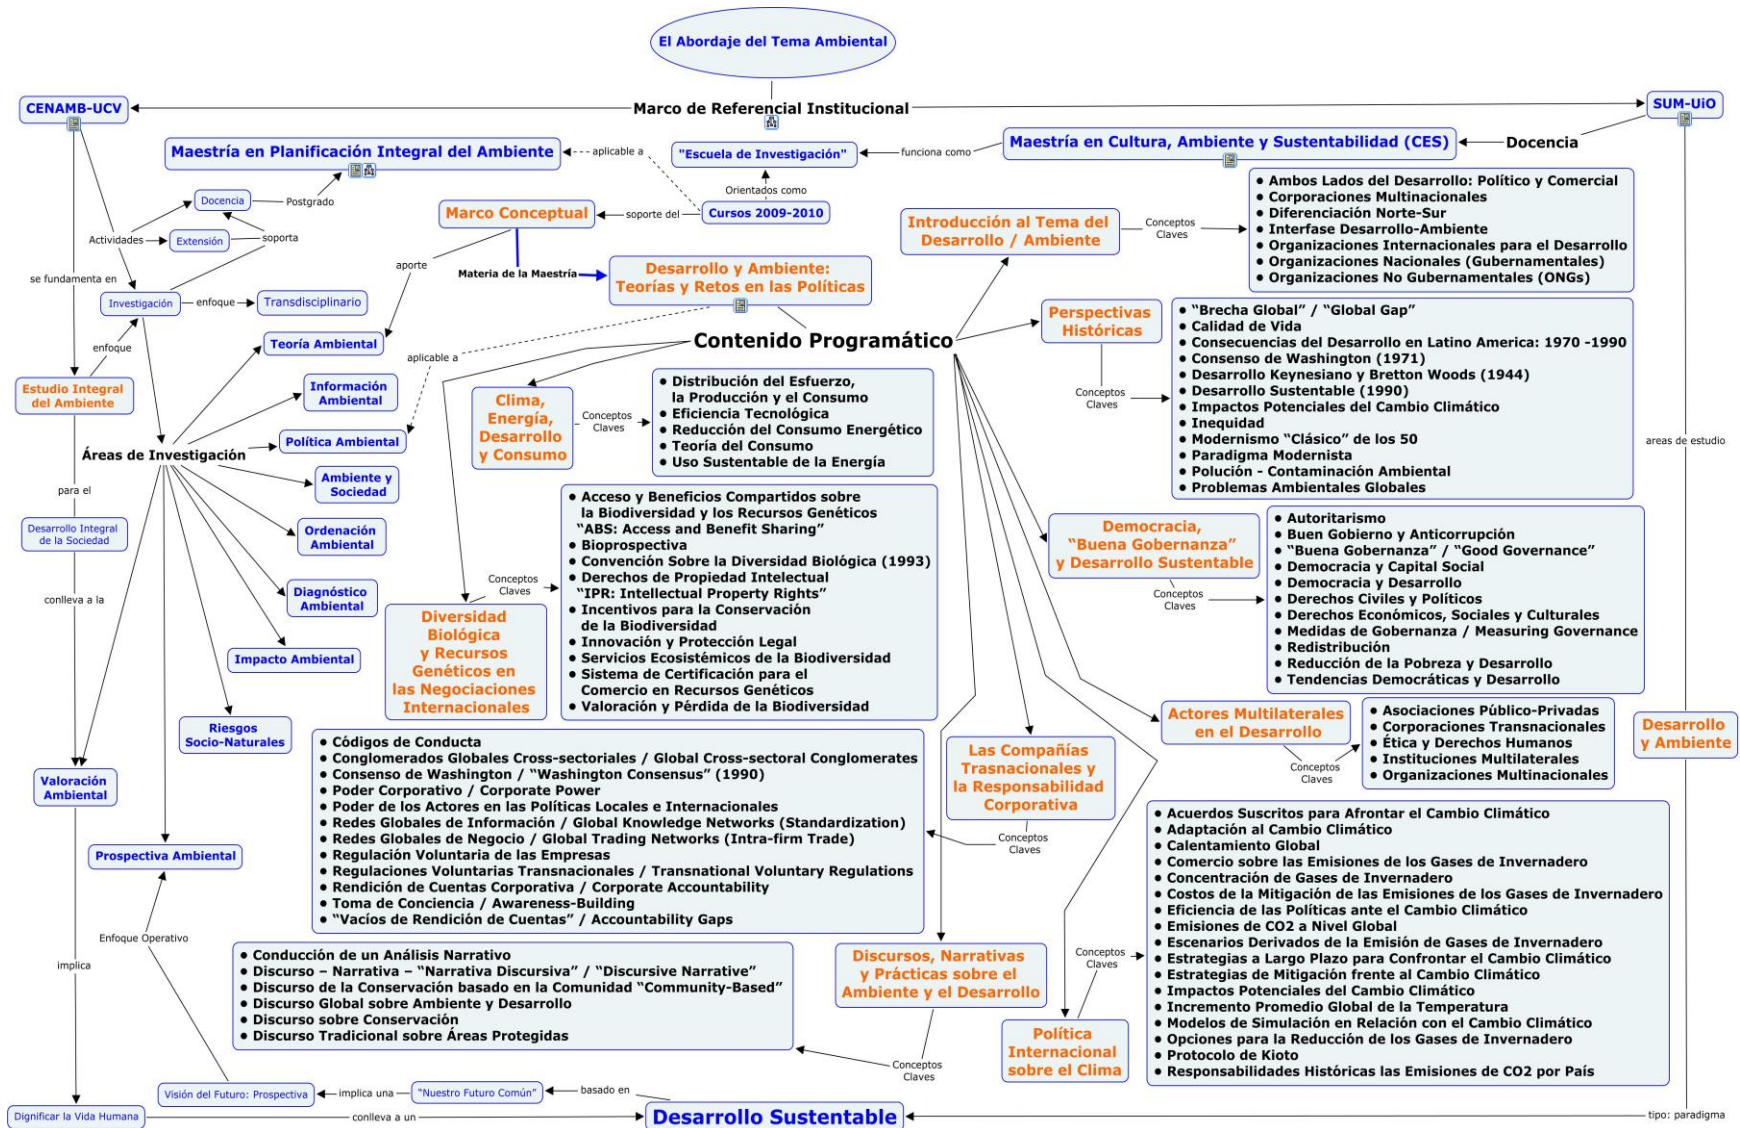 El Abordaje del Tema Ambiental
CENAMB-UCV
Marco de Referencial Institucional
SUM-UiO
Maestría en Planificación Integral del Ambiente
aplicable a
"Escuela de Investigación"
funciona como
Maestría en Cultura, Ambiente y Sustentabilidad (CES)
Docencia
Orientados como
Docencia
Postgrado
Marco Conceptual
soporte del
Cursos 2009-2010
Actividades
Extensión
soporta
se fundamenta en
Investigación
enfoque
Transdisciplinario
aporte
Materia de la Maestría
Desarrollo y Ambiente:
Teorías y Retos en las Políticas
Introducción al Tema del
Desarrollo / Ambiente
Conceptos
Claves
● Ambos Lados del Desarrollo: Político y Comercial
● Corporaciones Multinacionales
● Diferenciación Norte-Sur
● Interfase Desarrollo-Ambiente
● Organizaciones Internacionales para el Desarrollo
● Organizaciones Nacionales (Gubernamentales)
● Organizaciones No Gubernamentales (ONGs)
enfoque
Estudio Integral
del Ambiente
Teoría Ambiental
aplicable a
Contenido Programático
Perspectivas
Históricas
Conceptos
Claves
● “Brecha Global” / “Global Gap”
● Calidad de Vida
● Consecuencias del Desarrollo en Latino America: 1970 -1990
● Consenso de Washington (1971)
● Desarrollo Keynesiano y Bretton Woods (1944)
● Desarrollo Sustentable (1990)
● Impactos Potenciales del Cambio Climático
● Inequidad
● Modernismo “Clásico” de los 50
● Paradigma Modernista
● Polución - Contaminación Ambiental
● Problemas Ambientales Globales
areas de estudio
Información
Ambiental
Política Ambiental
Áreas de Investigación
Ambiente y
Sociedad
Ordenación
Ambiental
Diagnóstico
Ambiental
Impacto Ambiental
Riesgos
Socio-Naturales
Clima,
Energía,
Desarrollo
y Consumo
Conceptos
Claves
● Distribución del Esfuerzo,
la Producción y el Consumo
● Eficiencia Tecnológica
● Reducción del Consumo Energético
● Teoría del Consumo
● Uso Sustentable de la Energía
para el
Desarrollo Integral
de la Sociedad
conlleva a la
Diversidad
Biológica
y Recursos
Genéticos en
las Negociaciones
Internacionales
Conceptos
Claves
● Acceso y Beneficios Compartidos sobre
la Biodiversidad y los Recursos Genéticos
“ABS: Access and Benefit Sharing”
● Bioprospectiva
● Convención Sobre la Diversidad Biológica (1993)
● Derechos de Propiedad Intelectual
“IPR: Intellectual Property Rights”
● Incentivos para la Conservación
de la Biodiversidad
● Innovación y Protección Legal
● Servicios Ecosistémicos de la Biodiversidad
● Sistema de Certificación para el
Comercio en Recursos Genéticos
● Valoración y Pérdida de la Biodiversidad
Democracia,
“Buena Gobernanza”
y Desarrollo Sustentable
Conceptos
Claves
● Autoritarismo
● Buen Gobierno y Anticorrupción
● “Buena Gobernanza” / “Good Governance”
● Democracia y Capital Social
● Democracia y Desarrollo
● Derechos Civiles y Políticos
● Derechos Económicos, Sociales y Culturales
● Medidas de Gobernanza / Measuring Governance
● Redistribución
● Reducción de la Pobreza y Desarrollo
● Tendencias Democráticas y Desarrollo
Actores Multilaterales
en el Desarrollo
Conceptos
Claves
● Asociaciones Público-Privadas
● Corporaciones Transnacionales
● Ética y Derechos Humanos
● Instituciones Multilaterales
● Organizaciones Multinacionales
Desarrollo
y Ambiente
Valoración
Ambiental
Prospectiva Ambiental
Enfoque Operativo
implica
● Códigos de Conducta
● Conglomerados Globales Cross-sectoriales / Global Cross-sectoral Conglomerates
● Consenso de Washington / “Washington Consensus” (1990)
● Poder Corporativo / Corporate Power
● Poder de los Actores en las Políticas Locales e Internacionales
● Redes Globales de Información / Global Knowledge Networks (Standardization)
● Redes Globales de Negocio / Global Trading Networks (Intra-firm Trade)
● Regulación Voluntaria de las Empresas
● Regulaciones Voluntarias Transnacionales / Transnational Voluntary Regulations
● Rendición de Cuentas Corporativa / Corporate Accountability
● Toma de Conciencia / Awareness-Building
● “Vacíos de Rendición de Cuentas” / Accountability Gaps
Las Compañías
Trasnacionales y
la Responsabilidad
Corporativa
Conceptos
Claves
● Conducción de un Análisis Narrativo
● Discurso – Narrativa – “Narrativa Discursiva” / “Discursive Narrative”
● Discurso de la Conservación basado en la Comunidad “Community-Based”
● Discurso Global sobre Ambiente y Desarrollo
● Discurso sobre Conservación
● Discurso Tradicional sobre Áreas Protegidas
Discursos, Narrativas
y Prácticas sobre el
Ambiente y el Desarrollo
Conceptos
Claves
Política
Internacional
sobre el Clima
Conceptos
Claves
● Acuerdos Suscritos para Afrontar el Cambio Climático
● Adaptación al Cambio Climático
● Calentamiento Global
● Comercio sobre las Emisiones de los Gases de Invernadero
● Concentración de Gases de Invernadero
● Costos de la Mitigación de las Emisiones de los Gases de Invernadero
● Eficiencia de las Políticas ante el Cambio Climático
● Emisiones de CO2 a Nivel Global
● Escenarios Derivados de la Emisión de Gases de Invernadero
● Estrategias a Largo Plazo para Confrontar el Cambio Climático
● Estrategias de Mitigación frente al Cambio Climático
● Impactos Potenciales del Cambio Climático
● Incremento Promedio Global de la Temperatura
● Modelos de Simulación en Relación con el Cambio Climático
● Opciones para la Reducción de los Gases de Invernadero
● Protocolo de Kioto
● Responsabilidades Históricas las Emisiones de CO2 por País
Visión del Futuro: Prospectiva
implica una
“Nuestro Futuro Común”
basado en
Dignificar la Vida Humana
conlleva a un
Desarrollo Sustentable
tipo: paradigma